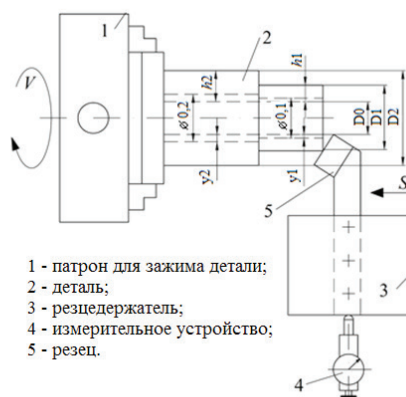 1
2
V
h2
h1
ø 0,2
ø 0,1
D0
D1
D2
y2
y1
5
S
3
4
1 - патрон для зажима детали;
2 - деталь;
3 - резцедержатель;
4 - измерительное устройство;
5 - резец.